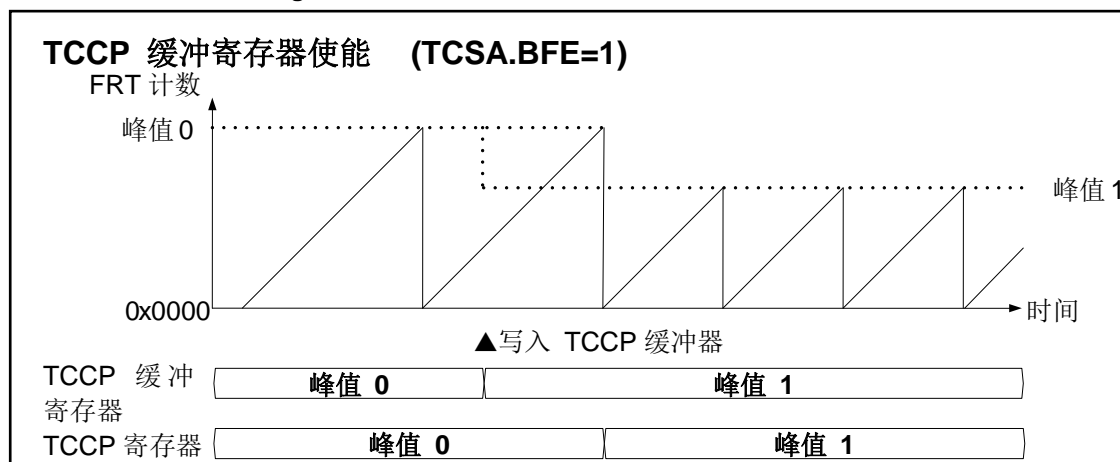 TCCP 缓冲寄存器使能 (TCSA.BFE=1)
FRT 计数
峰值 0
峰值 1
0x0000
时间
▲写入 TCCP 缓冲器
TCCP 缓冲
寄存器
峰值 0 峰值 1
TCCP 寄存器 峰值 0 峰值 1